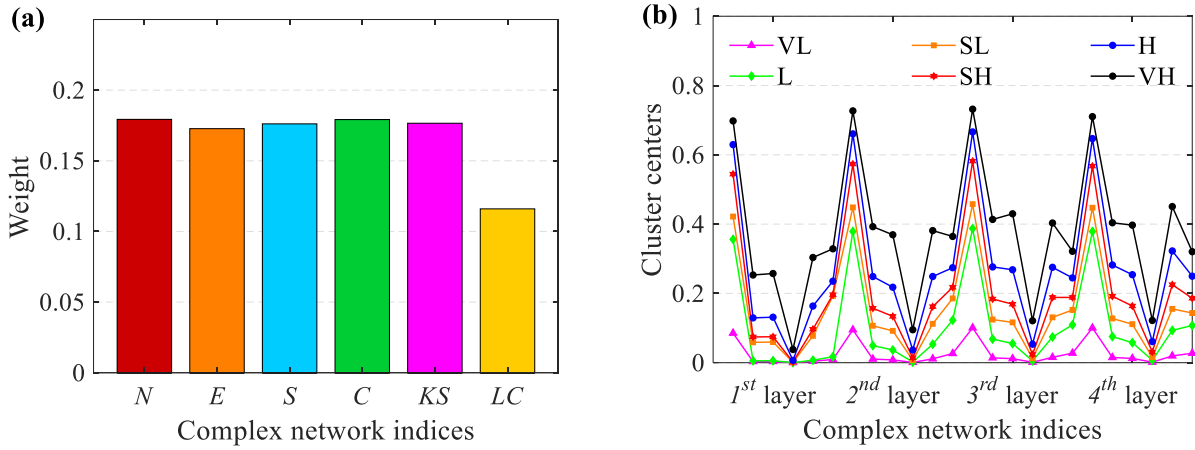 (a)
Weight
0.2
0.15
0.1
0.05
0
N E S C KS LC
Complex network indices
(b)
Cluster centers
1
0.8
0.6
0.4
0.2
0
VL SL H
L SH VH
1st layer 2nd layer 3rd layer 4th layer
Complex network indices